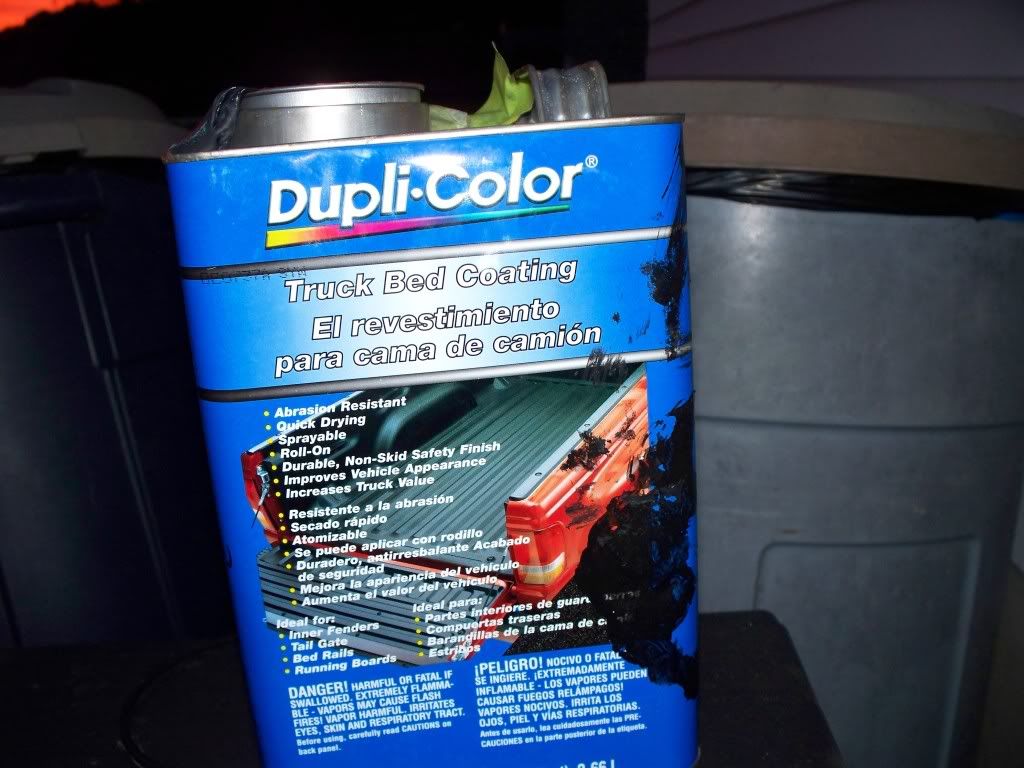 Dupli·Color®
Truck Bed Coating
El revestimiento
para cama de camión
Abrasion Resistant
Quick Drying
Sprayable
Roll-On
Durable, Non-Skid Safety Finish
Improves Vehicle Appearance
Increases Truck Value
Resistente a la abrasión
Secado rápido
Atomizable
Se puede aplicar con rodillo
Duradero, antirresbalante Acabado
de seguridad
Mejora la apariencia del vehículo
Aumenta el valor del vehículo
Ideal for:
Inner Fenders
Tail Gate
Bed Rails
Running Boards
Ideal para:
Partes interiores de
Compuertas traseras
Barandillas de la cama de
Estribos
DANGER! HARMFUL OR FATAL IF
SWALLOWED. EXTREMELY FLAMMA-
BLE - VAPORS MAY CAUSE FLASH
FIRES! VAPOR HARMFUL. IRRITATES
EYES, SKIN AND RESPIRATORY TRACT.
Before using, carefully read CAUTIONS on
back panel.
¡PELIGRO! NOCIVO O FATAL
SE INGIERE. ¡EXTREMADAMENTE
INFLAMABLE - LOS VAPORES PUEDEN
CAUSAR FUEGOS RELÁMPAGOS!
VAPORES NOCIVOS. IRRITA LOS
OJOS, PIEL Y VÍAS RESPIRATORIAS.
Antes de usarlo, lea cuidadosamente las PRE-
CAUCIONES en la parte posterior de la etiqueta.